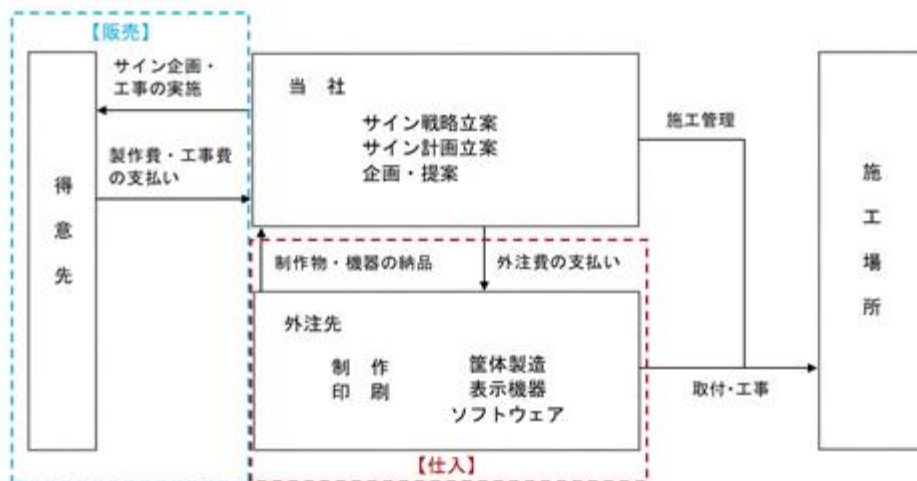 【販売】
サイン企画・
工事の実施
製作費・工事費
の支払い
得意先
当 社
サイン戦略立案
サイン計画立案
企画・提案
施工管理
制作物・機器の納品
外注費の支払い
外注先
制 作
印 刷
筐体製造
表示機器
ソフトウェア
取付・工事
施工場所
【仕入】